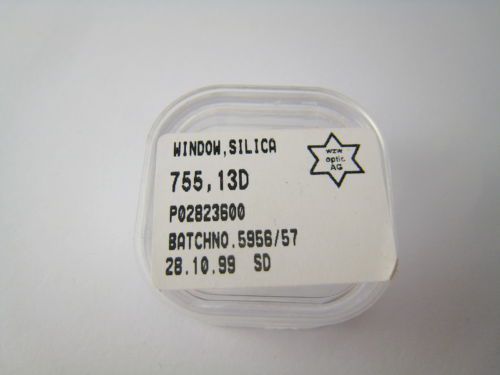 WINDOW,SILICA
755,13D
P02823600
BATCHNO.5956/57
28.10.99 SD
WZW
optic
AG